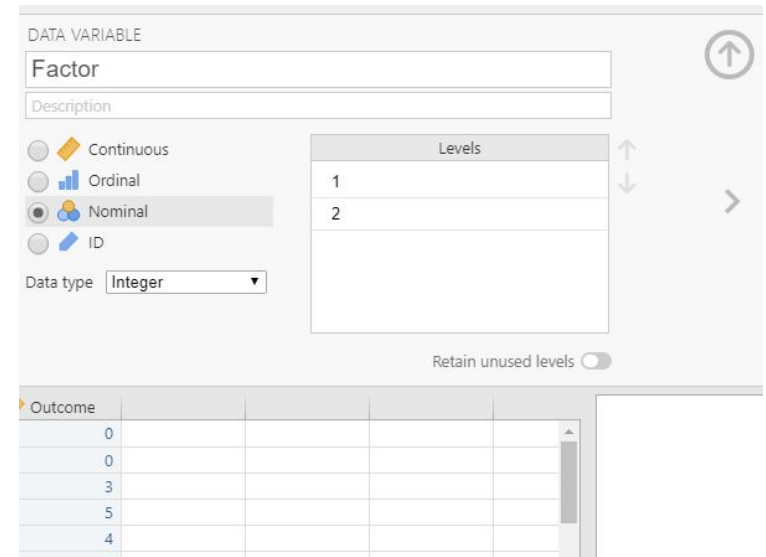 DATA VARIABLE
Factor
Description
Continuous
Ordinal
Nominal
ID
Data type Integer
Levels
1
2
Retain unused levels
Outcome
0
0
3
5
4